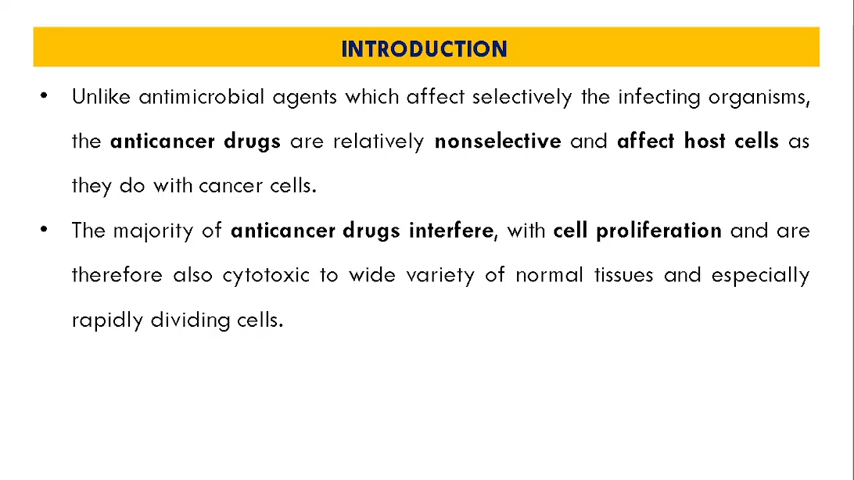 INTRODUCTION
• Unlike antimicrobial agents which affect selectively the infecting organisms,
the anticancer drugs are relatively nonselective and affect host cells as
they do with cancer cells.
• The majority of anticancer drugs interfere, with cell proliferation and are
therefore also cytotoxic to wide variety of normal tissues and especially
rapidly dividing cells.